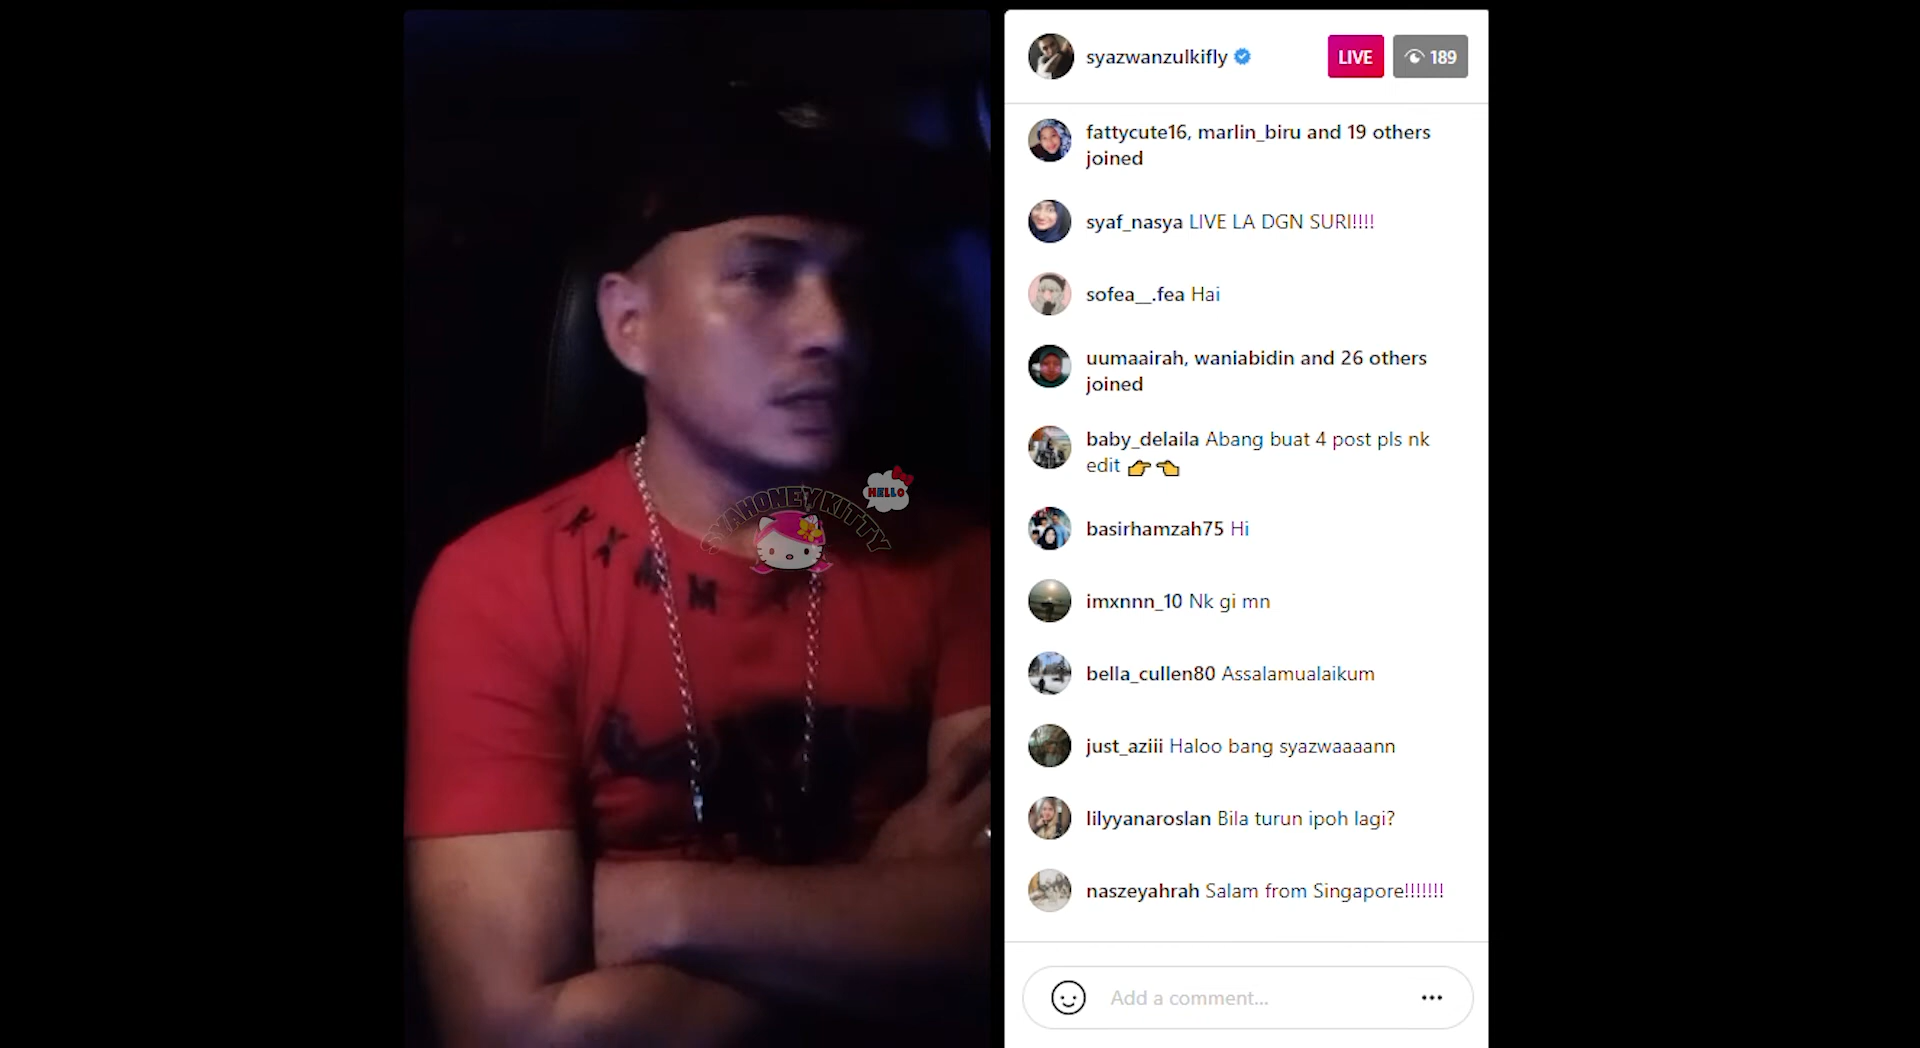 syazwanzulkifly
LIVE
189
fattycute16, marlin_biru and 19 others
joined
syaf_nasya LIVE LA DGN SURI!!!!
sofea__.fea Hai
uumaairah, waniabidin and 26 others
joined
baby_delaila Abang buat 4 post pls nk
edit 👉👈
basirhamzah75 Hi
imxnnn_10 Nk gi mn
bella_cullen80 Assalamualaikum
just_aziii Haloo bang syazwaaaann
lilyyanaroslan Bila turun ipoh lagi?
naszeyahrah Salam from Singapore!!!!!!!
Add a comment...
HELLO
SYAHONEYKITTY